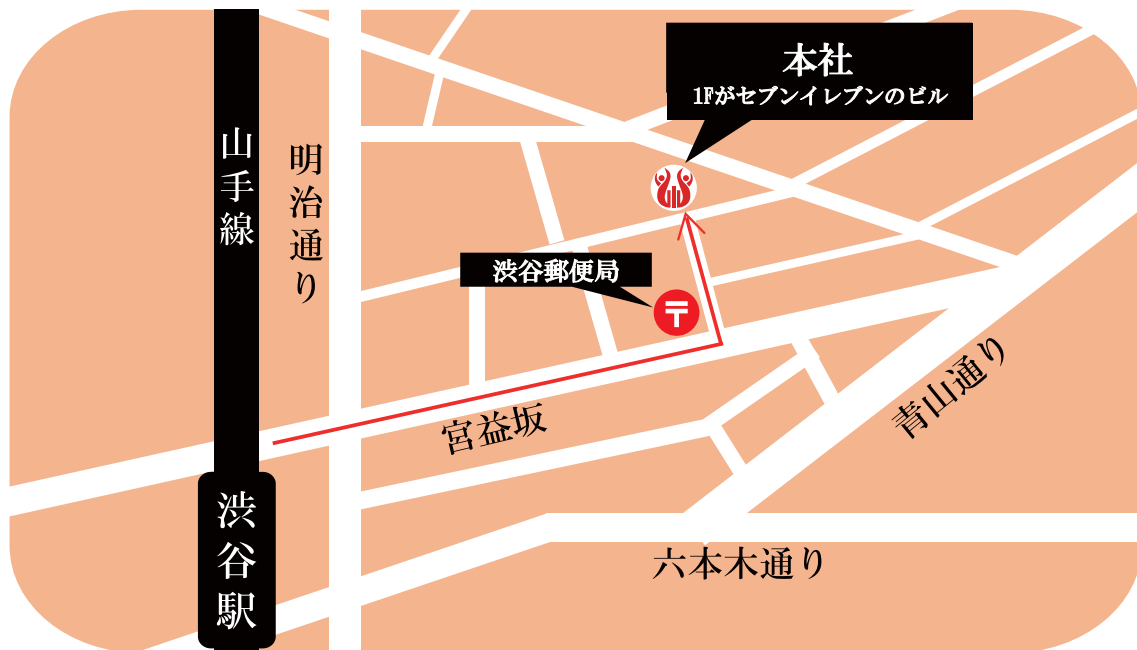 本社
1Fがセブンイレブンのビル
山手線
明治通り
渋谷郵便局
〒
宮益坂
青山通り
渋谷駅
六本木通り